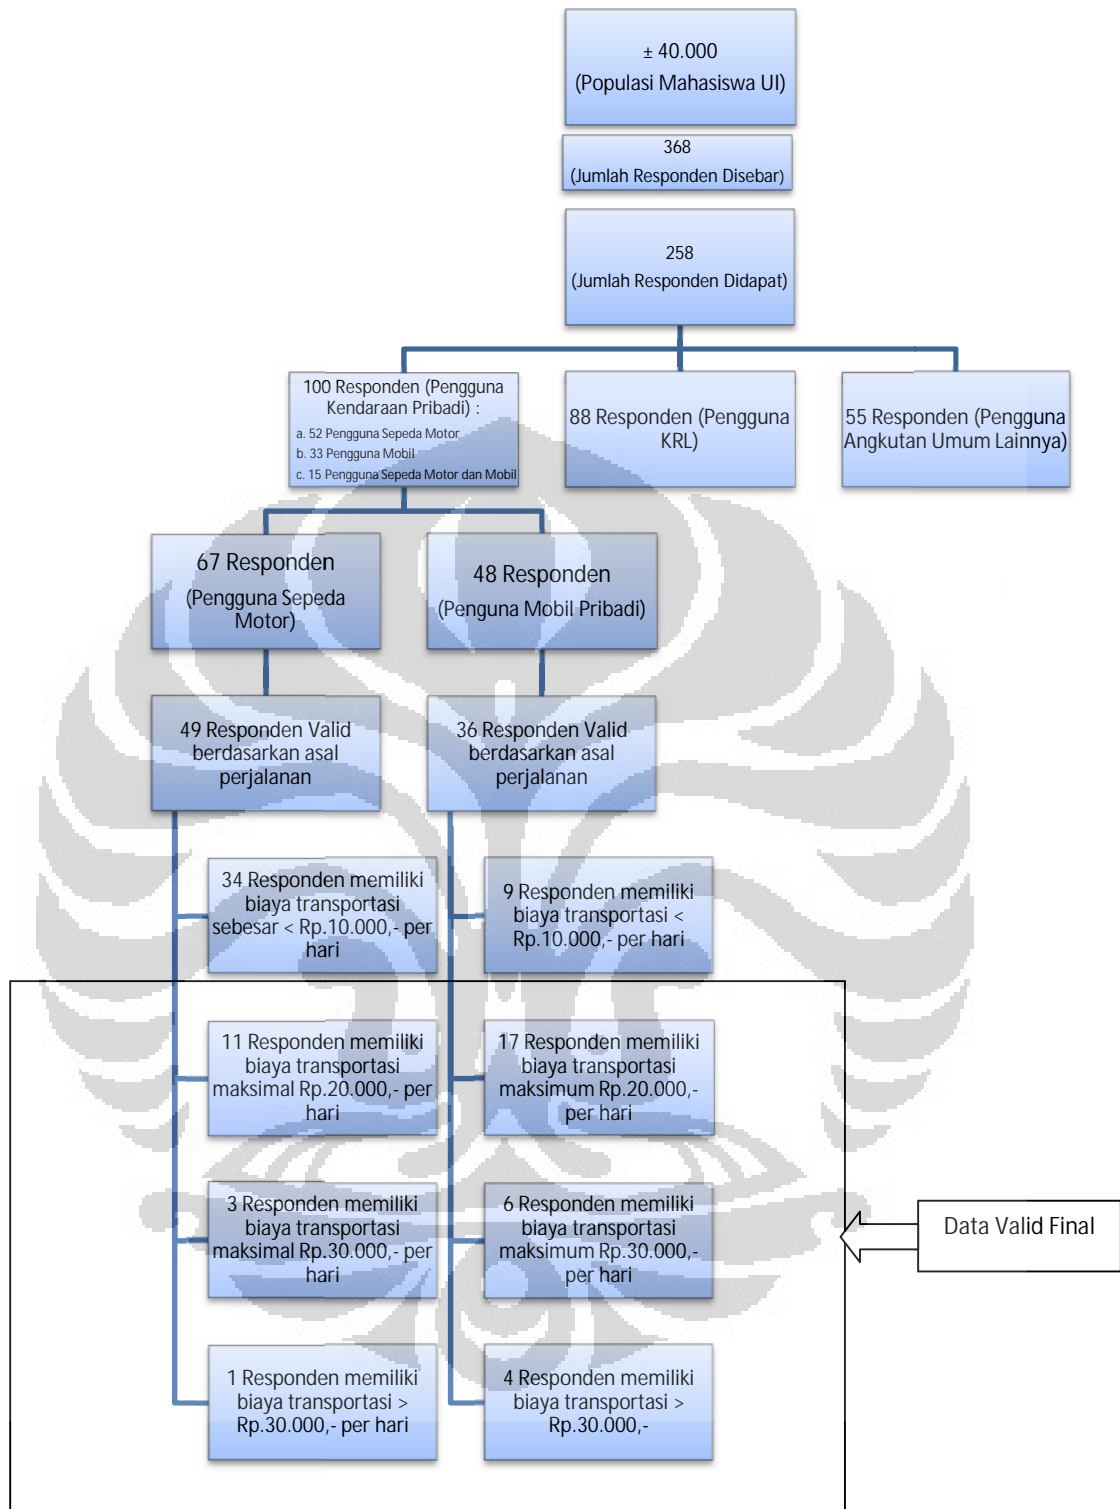 ± 40.000
(Populasi Mahasiswa UI)
368
(Jumlah Responden Disebar)
258
(Jumlah Responden Didapat)
100 Responden (Pengguna
Kendaraan Pribadi) :
a. 52 Pengguna Sepeda Motor
b. 33 Pengguna Mobil
c. 15 Pengguna Sepeda Motor dan Mobil
88 Responden (Pengguna
KRL)
55 Responden (Pengguna
Angkutan Umum Lainnya)
67 Responden
(Pengguna Sepeda
Motor)
48 Responden
(Penguna Mobil Pribadi)
49 Responden Valid
berdasarkan asal
perjalanan
36 Responden Valid
berdasarkan asal
perjalanan
34 Responden memiliki
biaya transportasi
sebesar < Rp.10.000,- per
hari
9 Responden memiliki
biaya transportasi <
Rp.10.000,- per hari
11 Responden memiliki
biaya transportasi
maksimal Rp.20.000,- per
hari
17 Responden memiliki
biaya transportasi
maksimum Rp.20.000,-
per hari
3 Responden memiliki
biaya transportasi
maksimal Rp.30.000,- per
hari
6 Responden memiliki
biaya transportasi
maksimum Rp.30.000,-
per hari
Data Valid Final
1 Responden memiliki
biaya transportasi >
Rp.30.000,- per hari
4 Responden memiliki
biaya transportasi >
Rp.30.000,-